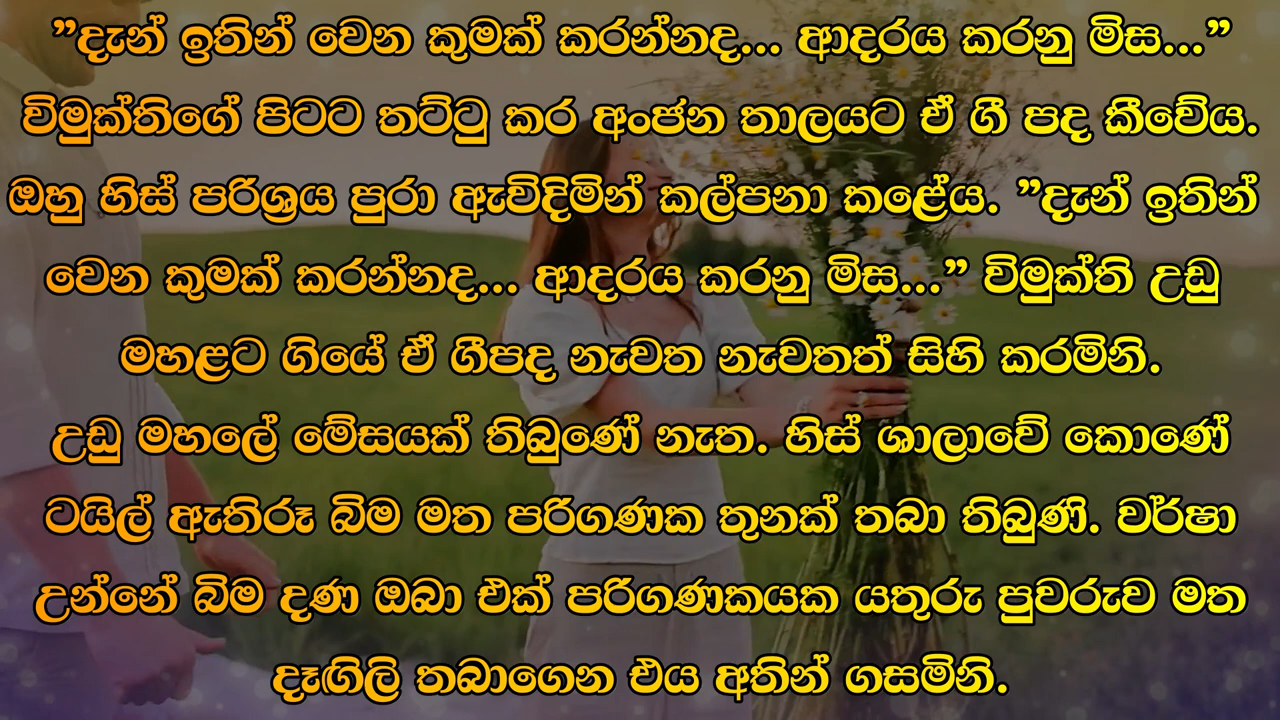 ”දැන් ඉතින් වෙන කුමක් කරන්නද... ආදරය කරනු මිස...”
විමුක්තිගේ පිටට තට්ටු කර අංජන තාලයට ඒ ගී පද කීවේය.
ඔහු හිස් පරිශ්‍රය පුරා ඇවිදිමින් කල්පනා කළේය. ”දැන් ඉතින්
වෙන කුමක් කරන්නද... ආදරය කරනු මිස...” විමුක්ති උඩු
මහළට ගියේ ඒ ගීපද නැවත නැවතත් සිහි කරමිනි.
උඩු මහලේ මේසයක් තිබුණේ නැත. හිස් ශාලාවේ කොණේ
ටයිල් ඇතිරූ බිම මත පරිගණක තුනක් තබා තිබුණි. වර්ෂා
උන්නේ බිම දණ ඔබා එක් පරිගණකයක යතුරු පුවරුව මත
දෑඟිලි තබාගෙන එය අතින් ගසමිනි.